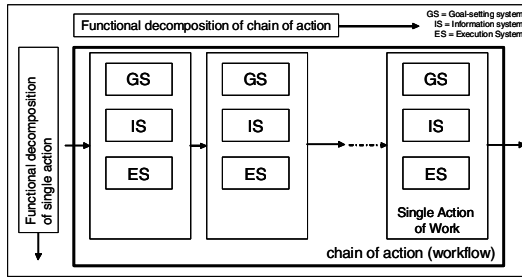 Functional decomposition of chain of action
GS = Goal-setting system
IS = Information system
ES = Execution System
Functional decomposition
of single action
GS
IS
ES
GS
IS
ES
GS
IS
ES
Single Action
of Work
chain of action (workflow)